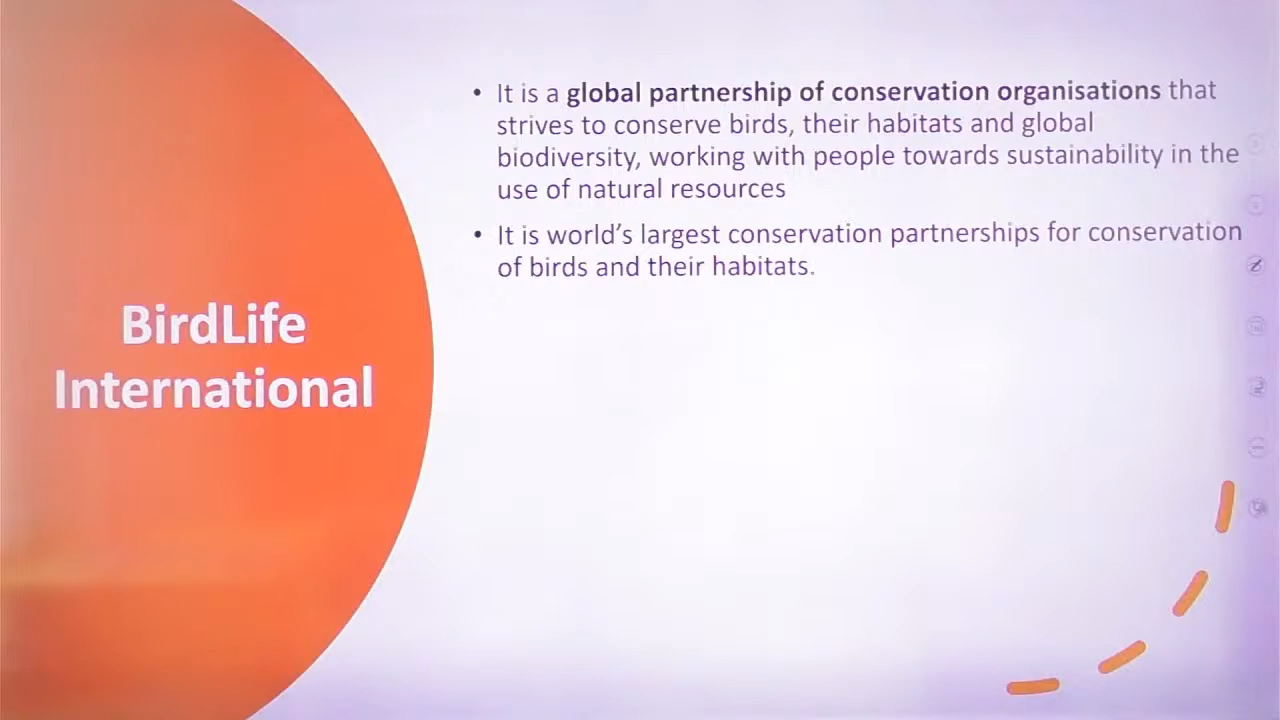 BirdLife
International
• It is a global partnership of conservation organisations that
strives to conserve birds, their habitats and global
biodiversity, working with people towards sustainability in the
use of natural resources
• It is world's largest conservation partnerships for conservation
of birds and their habitats.